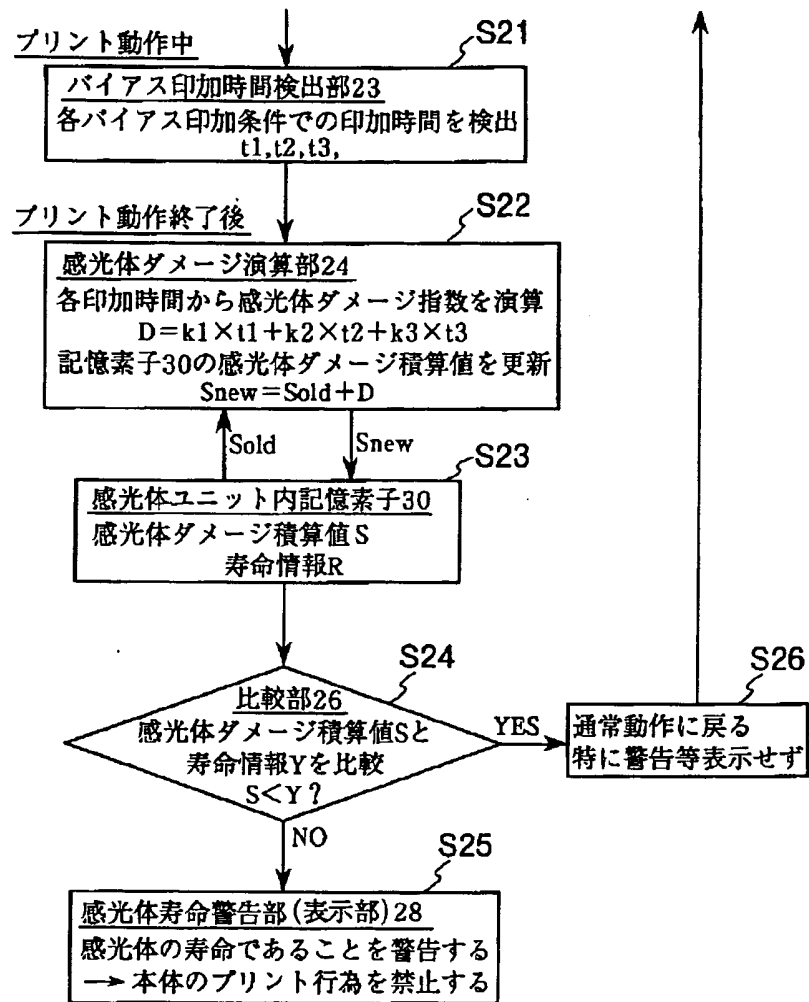 プリント動作中
S21
バイアス印加時間検出部23
各バイアス印加条件での印加時間を検出
t1,t2,t3,
プリント動作終了後
S22
感光体ダメージ演算部24
各印加時間から感光体ダメージ指数を演算
D=k1×t1+k2×t2+k3×t3
記憶素子30の感光体ダメージ積算値を更新
Snew=Sold+D
Sold
Snew
S23
感光体ユニット内記憶素子30
感光体ダメージ積算値S
寿命情報R
S24
比較部26
感光体ダメージ積算値Sと
寿命情報Yを比較
S<Y?
YES
S26
通常動作に戻る
特に警告等表示せず
NO
S25
感光体寿命警告部(表示部)28
感光体の寿命であることを警告する
→本体のプリント行為を禁止する